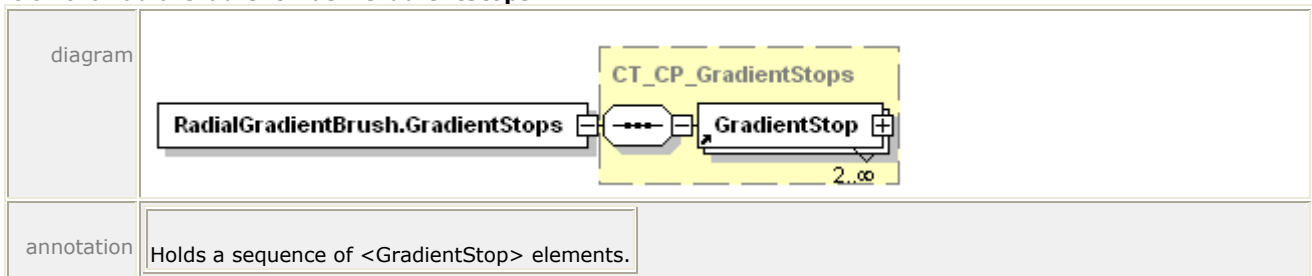 diagram
CT_CP_GradientStops
RadialGradientBrush.GradientStops
GradientStop
2..∞
annotation
Holds a sequence of <GradientStop> elements.